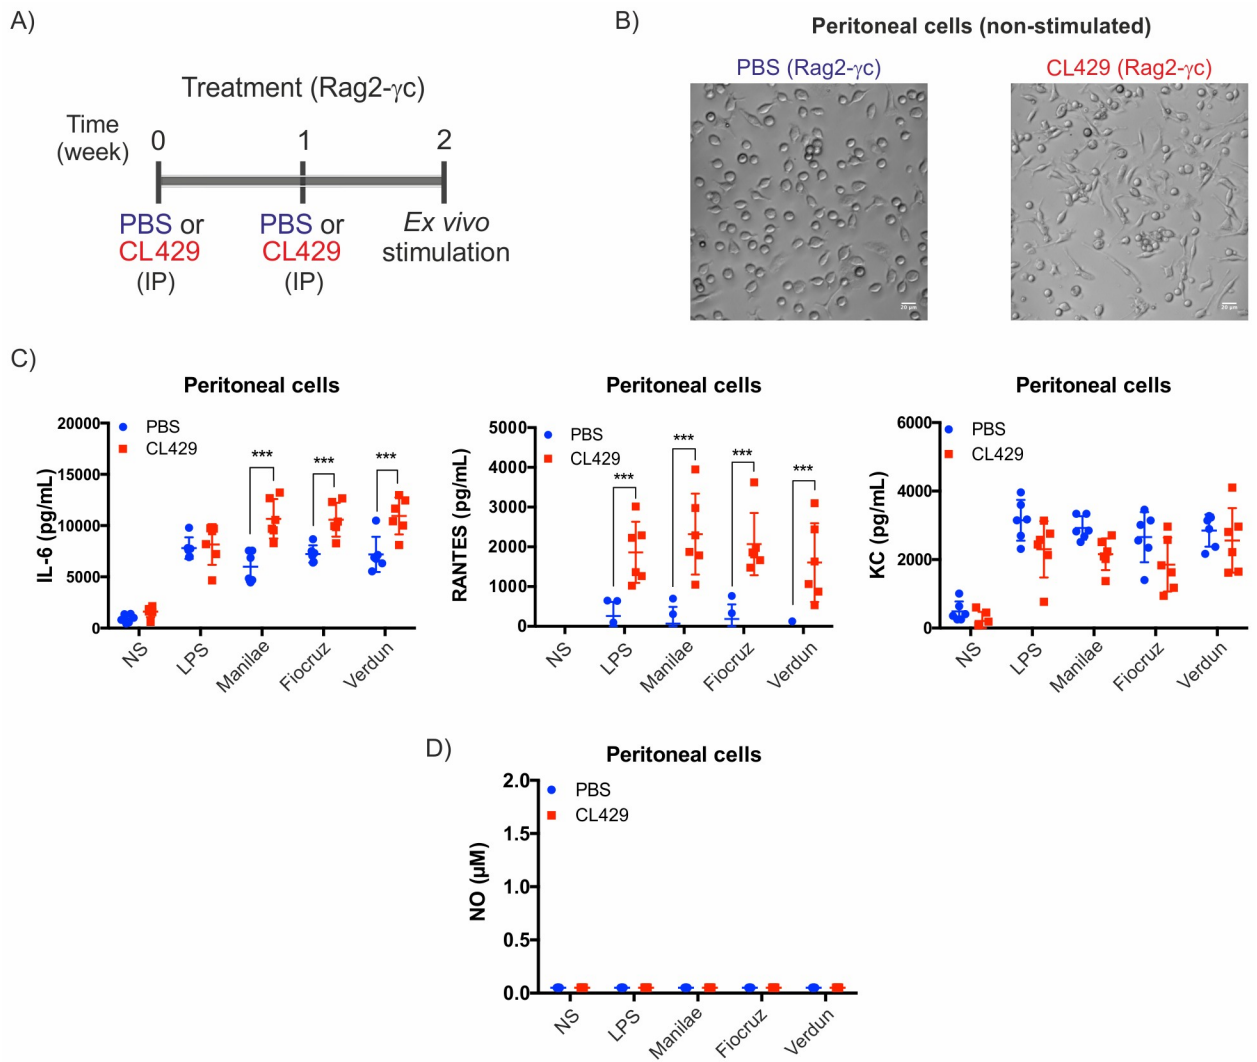 A)
Treatment (Rag2-γc)
Time
(week)
0
1
2
PBS or
CL429
(IP)
PBS or
CL429
(IP)
Ex vivo
stimulation
B)
Peritoneal cells (non-stimulated)
PBS (Rag2-γc)
CL429 (Rag2-γc)
20 µm
20 µm
C)
Peritoneal cells
IL-6 (pg/mL)
20000
15000
10000
5000
0
PBS
CL429
***
***
***
NS
LPS
Manilae
Fiocruz
Verdun
Peritoneal cells
RANTES (pg/mL)
5000
4000
3000
2000
1000
0
PBS
CL429
***
***
***
***
NS
LPS
Manilae
Fiocruz
Verdun
Peritoneal cells
KC (pg/mL)
6000
4000
2000
0
PBS
CL429
NS
LPS
Manilae
Fiocruz
Verdun
D)
Peritoneal cells
NO (µM)
2.0
1.5
1.0
0.5
0.0
PBS
CL429
NS
LPS
Manilae
Fiocruz
Verdun